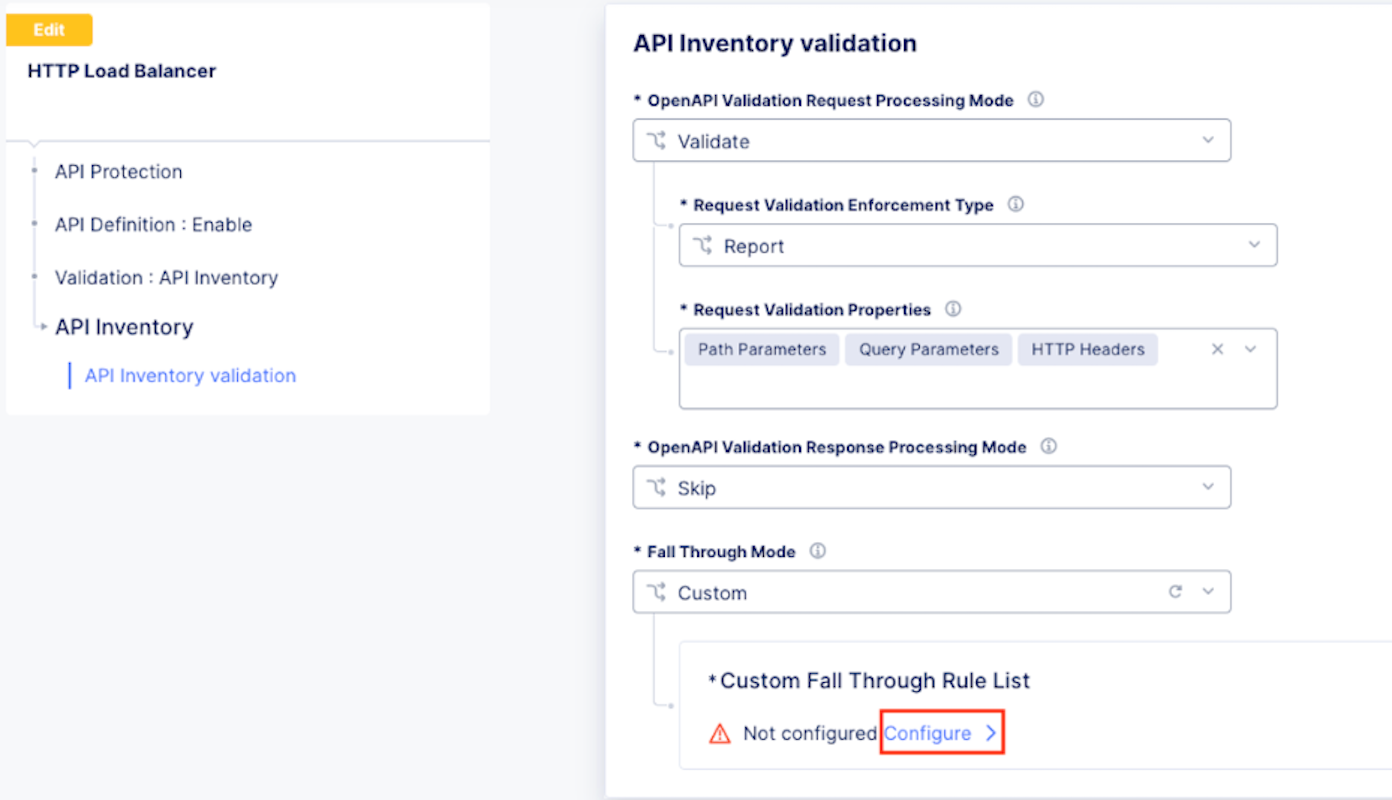 Edit
HTTP Load Balancer
API Protection
API Definition : Enable
Validation : API Inventory
API Inventory
API Inventory validation
API Inventory validation
* OpenAPI Validation Request Processing Mode
Validate
* Request Validation Enforcement Type
Report
* Request Validation Properties
Path Parameters Query Parameters HTTP Headers
* OpenAPI Validation Response Processing Mode
Skip
* Fall Through Mode
Custom
* Custom Fall Through Rule List
Not configured Configure